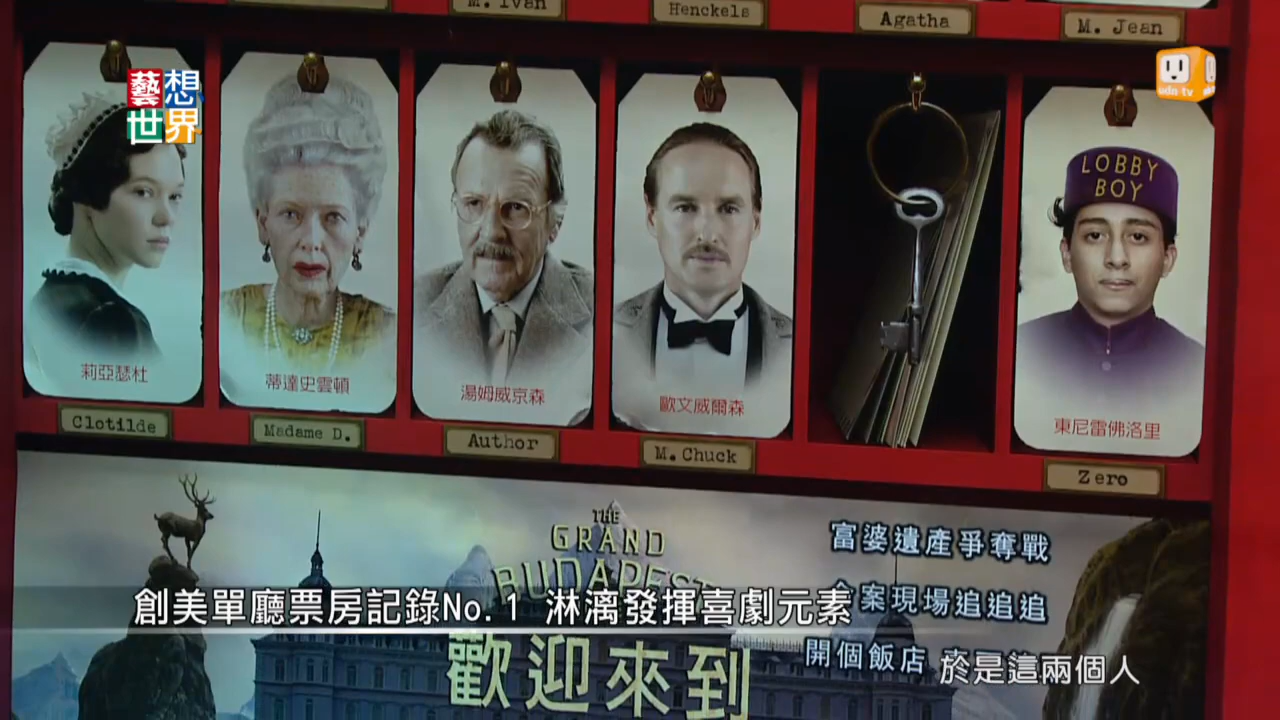 M. Ivan
Henckels
Agatha
M. Jean
藝想
世界
udn tv
LOBBY
BOY
莉亞瑟杜
蒂達史雲頓
湯姆威京森
歐文威爾森
東尼雷佛洛里
Clotilde
Madame D.
Author
M. Chuck
Zero
THE
GRAND
BUDAPEST
富婆遺產爭奪戰
案現場追追追
開個飯店
歡迎來到
創美單廳票房記錄No.1 淋漓發揮喜劇元素
於是這兩個人